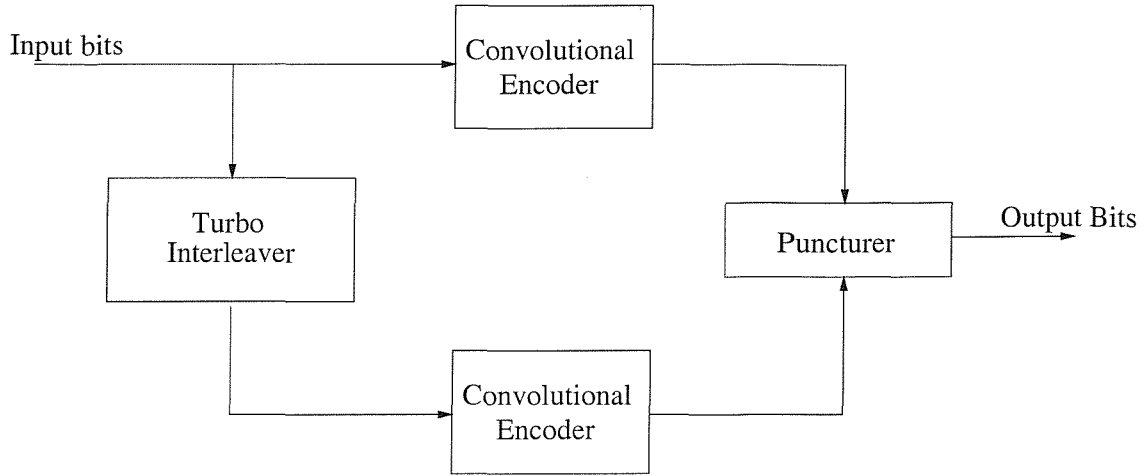 Input bits
Convolutional
Encoder
Turbo
Interleaver
Puncturer
Output Bits
Convolutional
Encoder